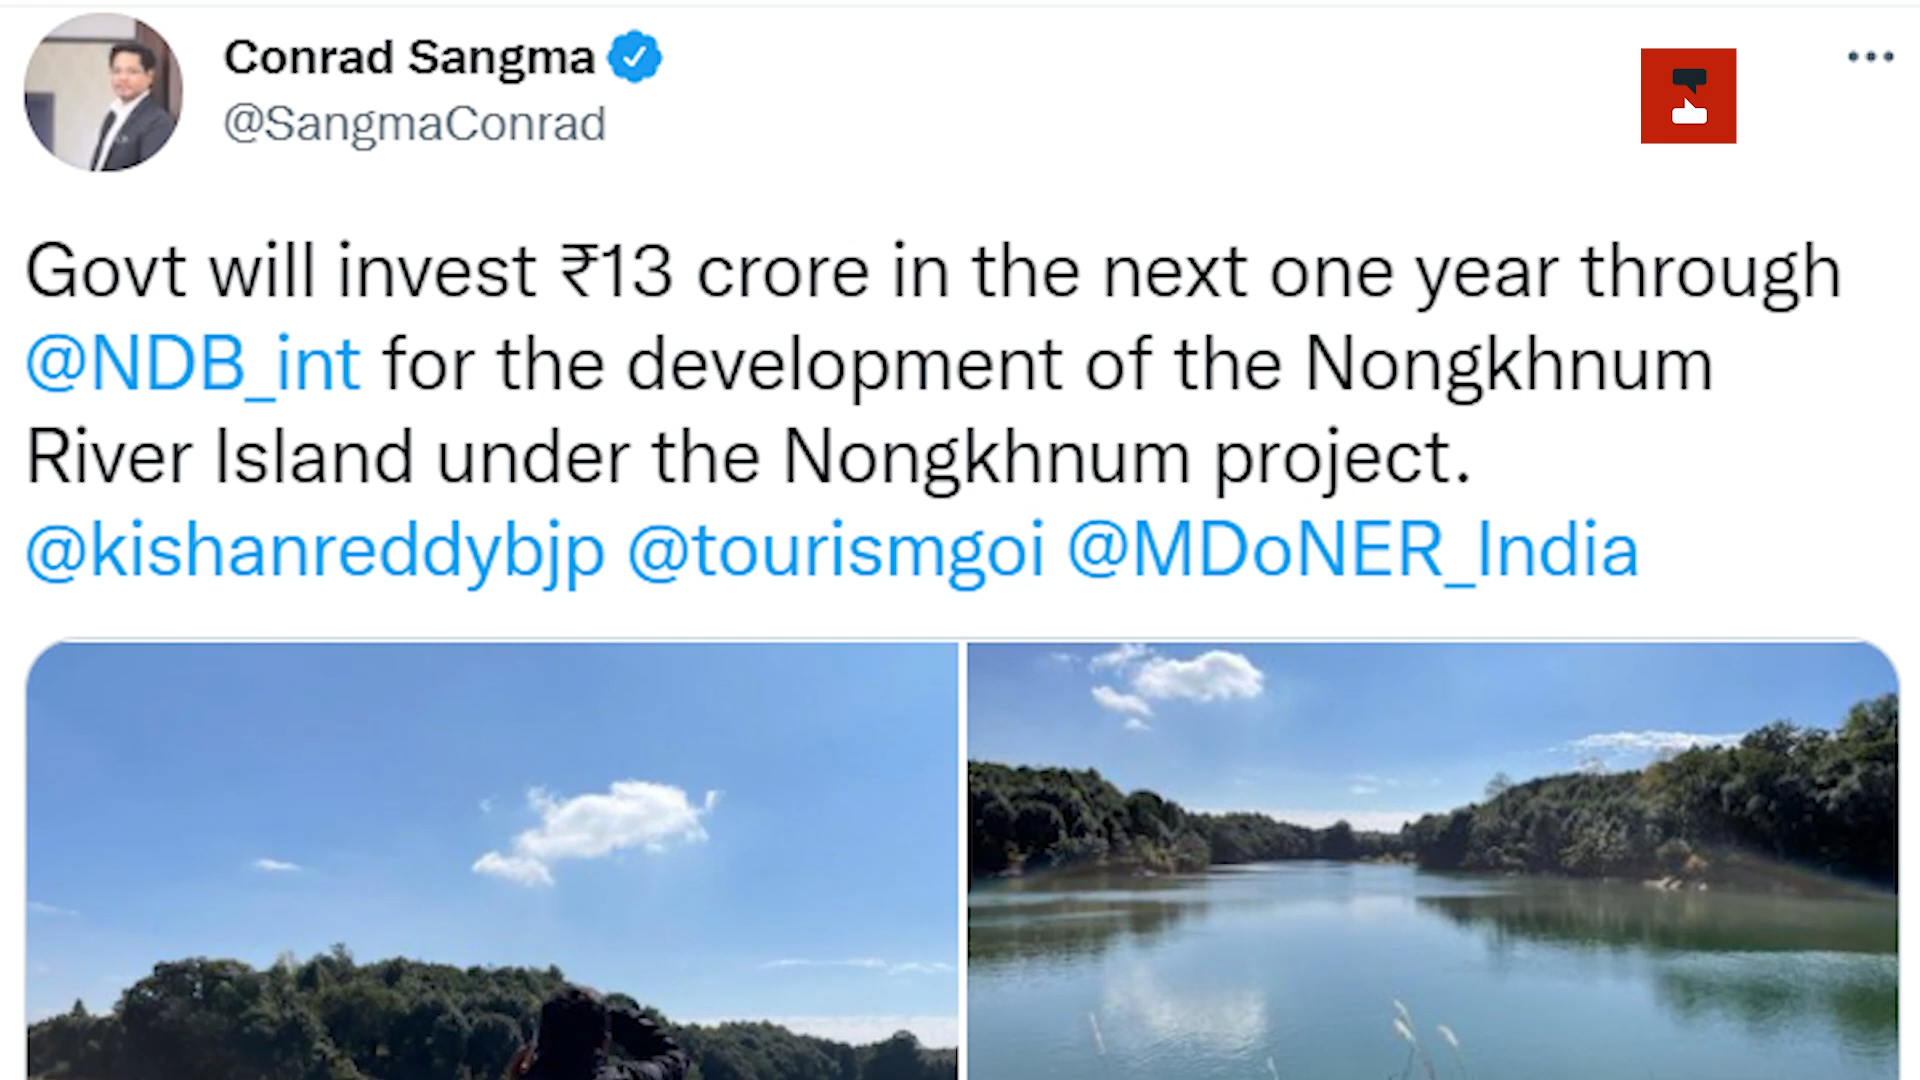 Conrad Sangma
@SangmaConrad
Govt will invest ₹13 crore in the next one year through
@NDB_int for the development of the Nongkhnum
River Island under the Nongkhnum project.
@kishanreddybjp @tourismgoi @MDoNER_India